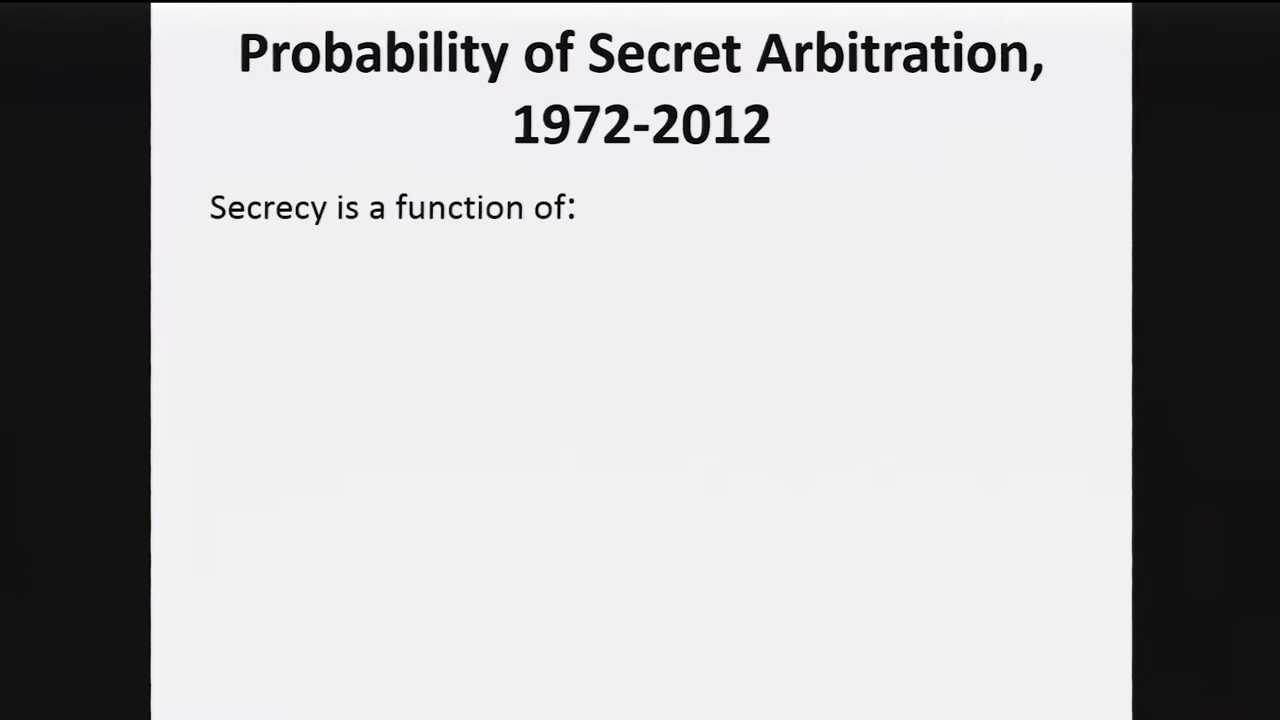 Probability of Secret Arbitration,
1972-2012
Secrecy is a function of: